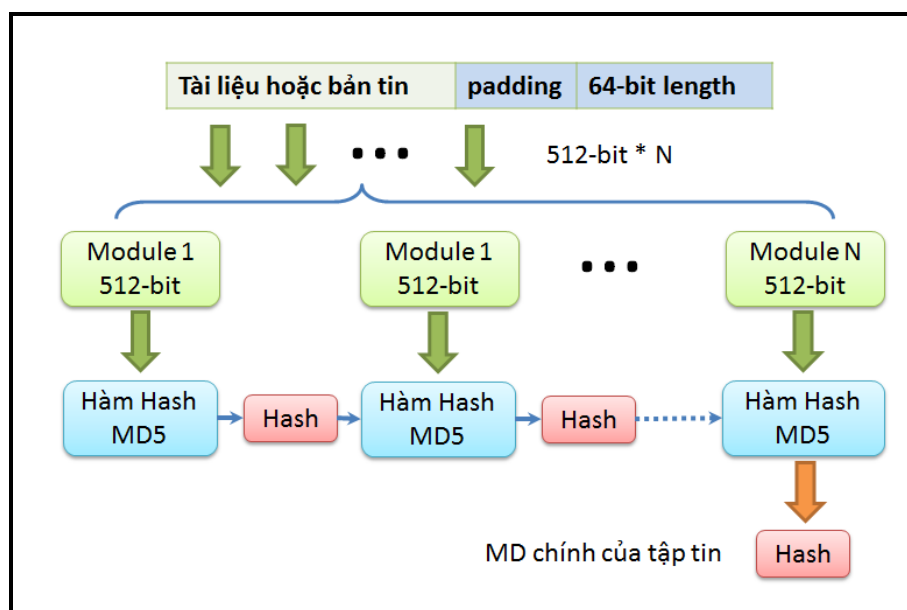 Tài liệu hoặc bản tin padding 64-bit length
512-bit * N
Module 1
512-bit
Module 1
512-bit
Module N
512-bit
Hàm Hash
MD5
Hash
Hàm Hash
MD5
Hash
Hàm Hash
MD5
MD chính của tập tin
Hash